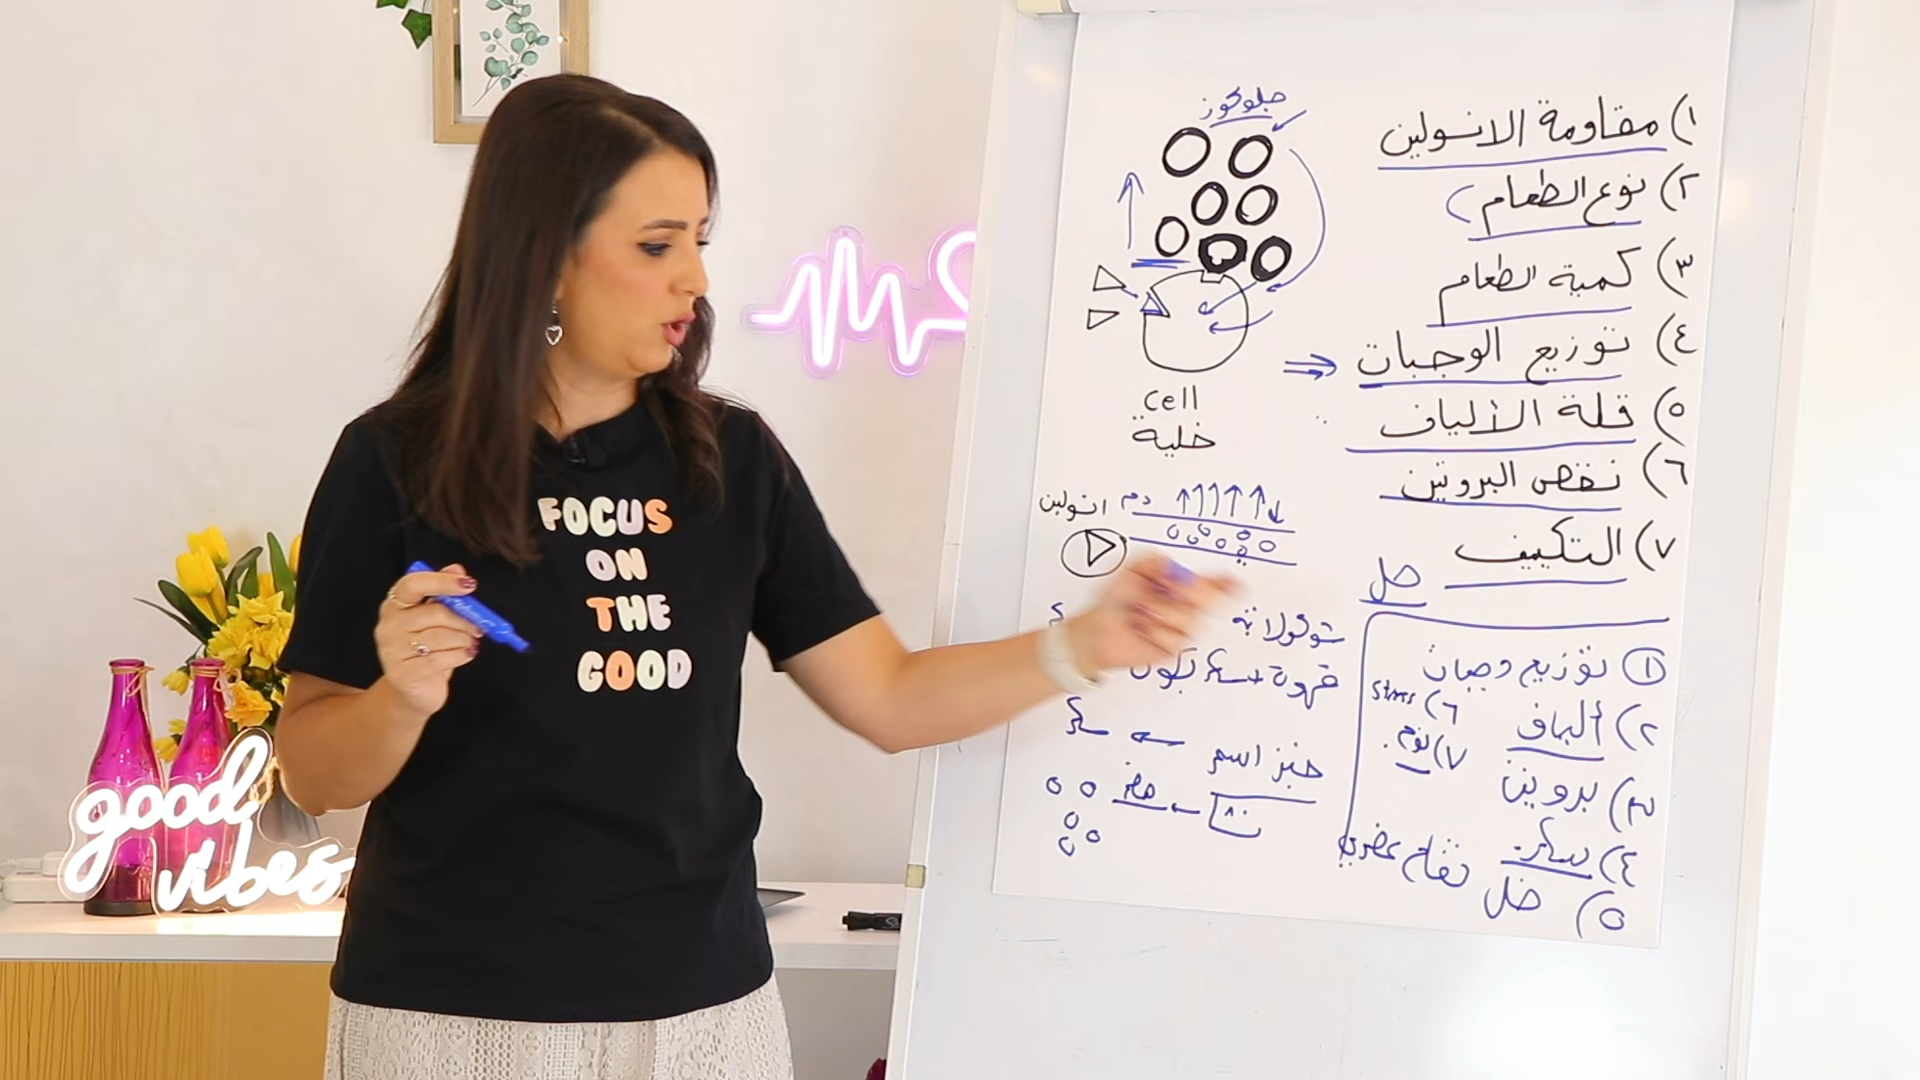 جلوكوز
١) مقاومة الانسولين
٢) نوع الطعام
٣) كمية الطعام
٤) توزيع الوجبات
٥) قلة الألياف
٦) نقص البروتين
٧) التكييف
cell
خلية
انسولين
دم
حل
شوكولاتة
قهوة + سكر
خبز اسمر
١) توزيع وجبات
٢) ألياف
٣) بروتين
٤) سكر
٥) خل تفاح عضوي
٦) stress
٧) نوم
FOCUS
ON
THE
GOOD
good
vibes